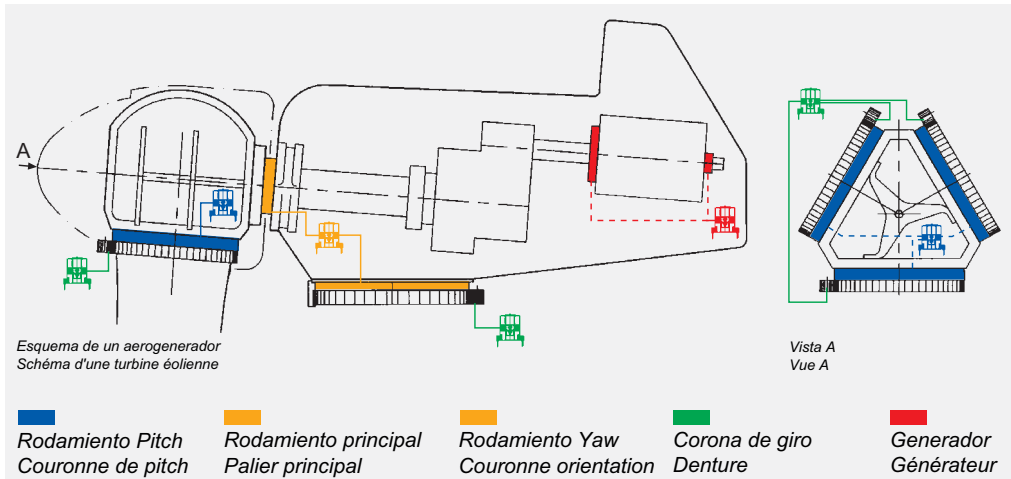 A
Esquema de un aerogenerador
Schéma d'une turbine éolienne
Vista A
Vue A
Rodamiento Pitch
Couronne de pitch
Rodamiento principal
Palier principal
Rodamiento Yaw
Couronne orientation
Corona de giro
Denture
Generador
Générateur